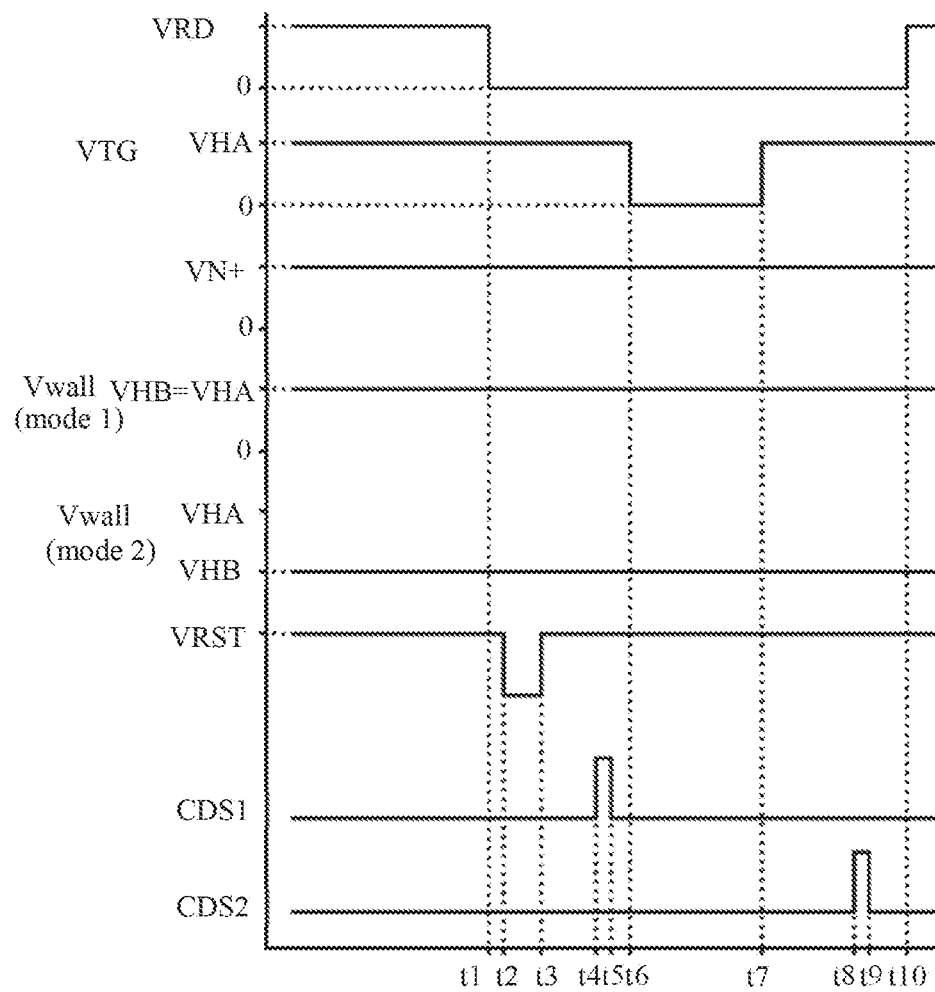 VRD
0
VTG VHA
0
VN+
0
Vwall VHB=VHA
(mode 1)
0
Vwall VHA
(mode 2)
VHB
VRST
CDS1
CDS2
t1 t2 t3 t4 t5 t6 t7 t8 t9 t10